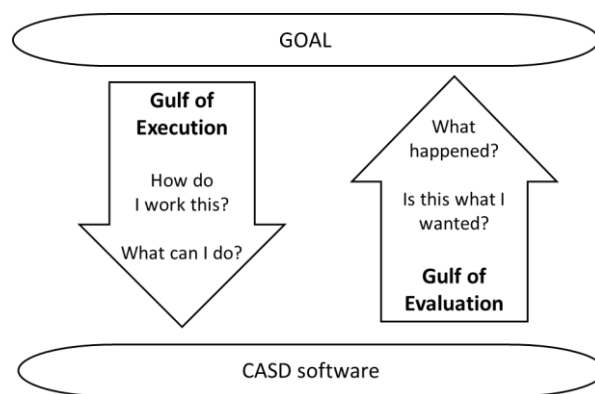 GOAL
Gulf of
Execution
How do
I work this?
What can I do?
What
happened?
Is this what I
wanted?
Gulf of
Evaluation
CASD software